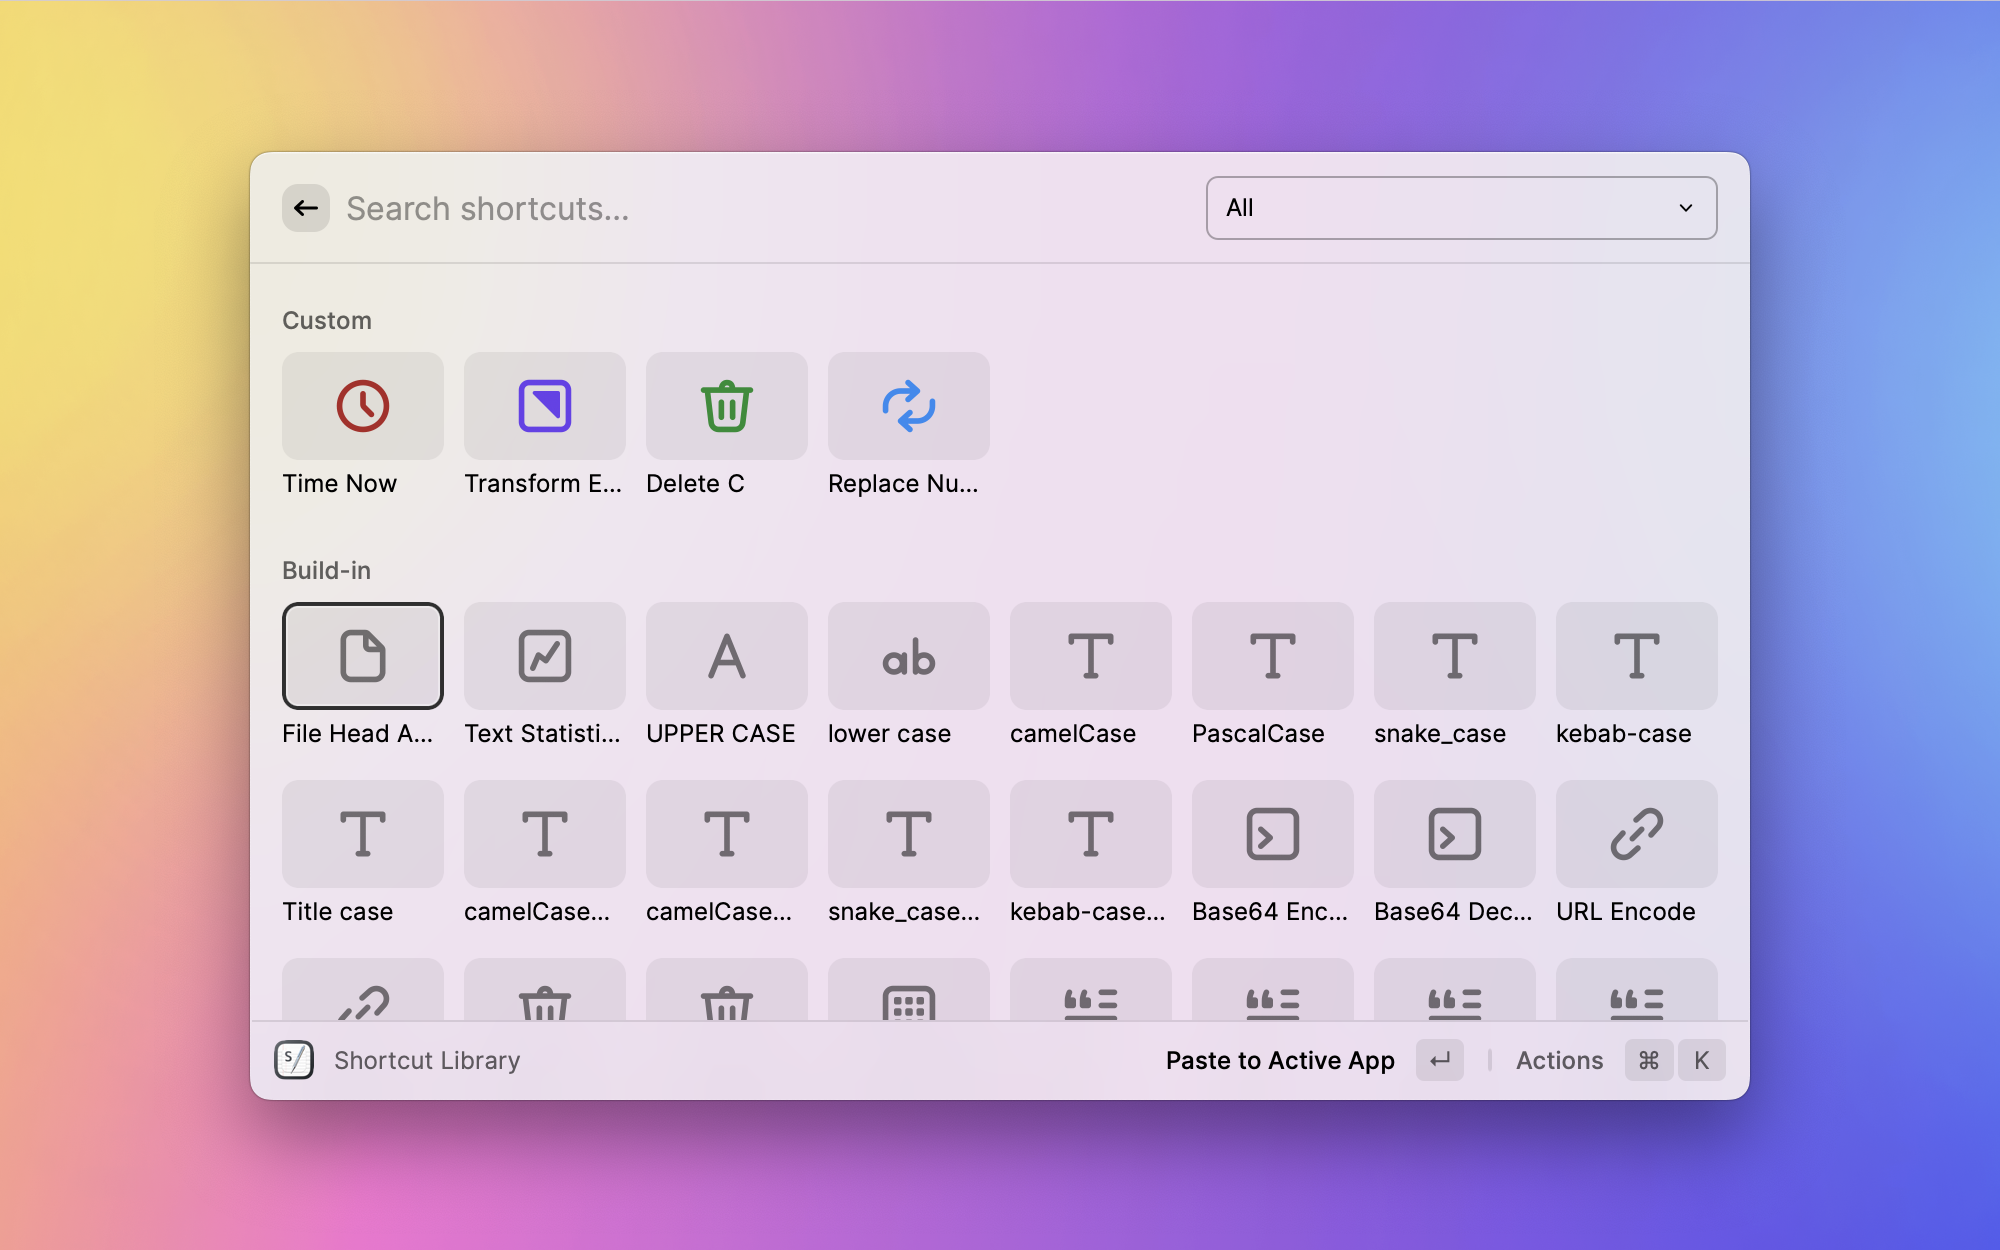 Search shortcuts...
All
Custom
Time Now
Transform E...
Delete C
Replace Nu...
Build-in
File Head A...
Text Statisti...
UPPER CASE
lower case
camelCase
PascalCase
snake_case
kebab-case
Title case
camelCase...
camelCase...
snake_case...
kebab-case...
Base64 Enc...
Base64 Dec...
URL Encode
Shortcut Library
Paste to Active App
Actions
⌘ K